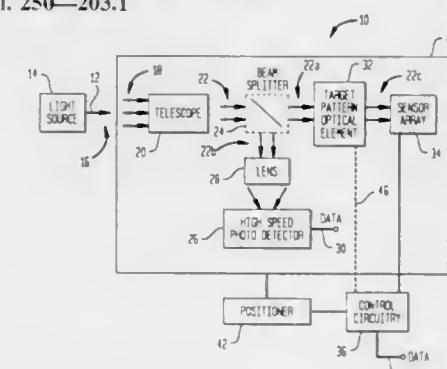 250—203.1
10
14
LIGHT
SOURCE
12
16
18
TELESCOPE
20
22
BEAM
SPLITTER
24
22a
32
TARGET
PATTERN
OPTICAL
ELEMENT
22c
SENSOR
ARRAY
34
22b
LENS
28
HIGH SPEED
PHOTO DETECTOR
26
DATA
30
46
POSITIONER
42
CONTROL
CIRCUITRY
36
DATA